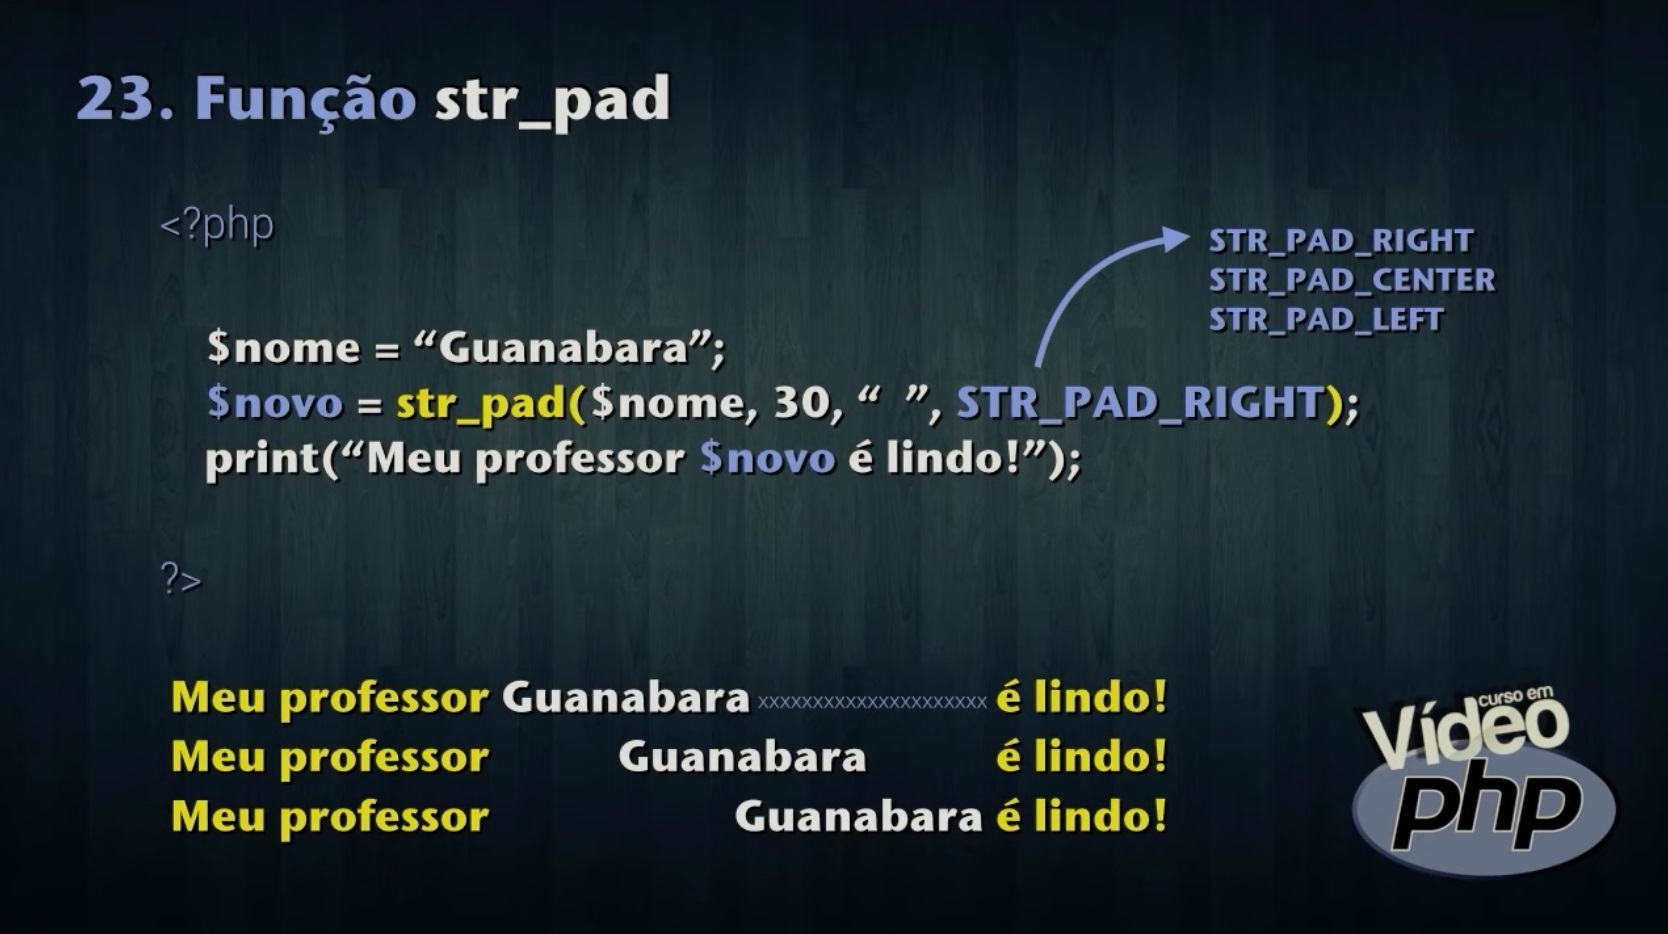 23. Função str_pad
<?php
STR_PAD_RIGHT
STR_PAD_CENTER
STR_PAD_LEFT
$nome = “Guanabara”;
$novo = str_pad($nome, 30, “ ”, STR_PAD_RIGHT);
print(“Meu professor $novo é lindo!”);
?>
Meu professor Guanabara xxxxxxxxxxxxxxxxxxxxx é lindo!
Meu professor Guanabara é lindo!
Meu professor Guanabara é lindo!
curso em
Vídeo
php